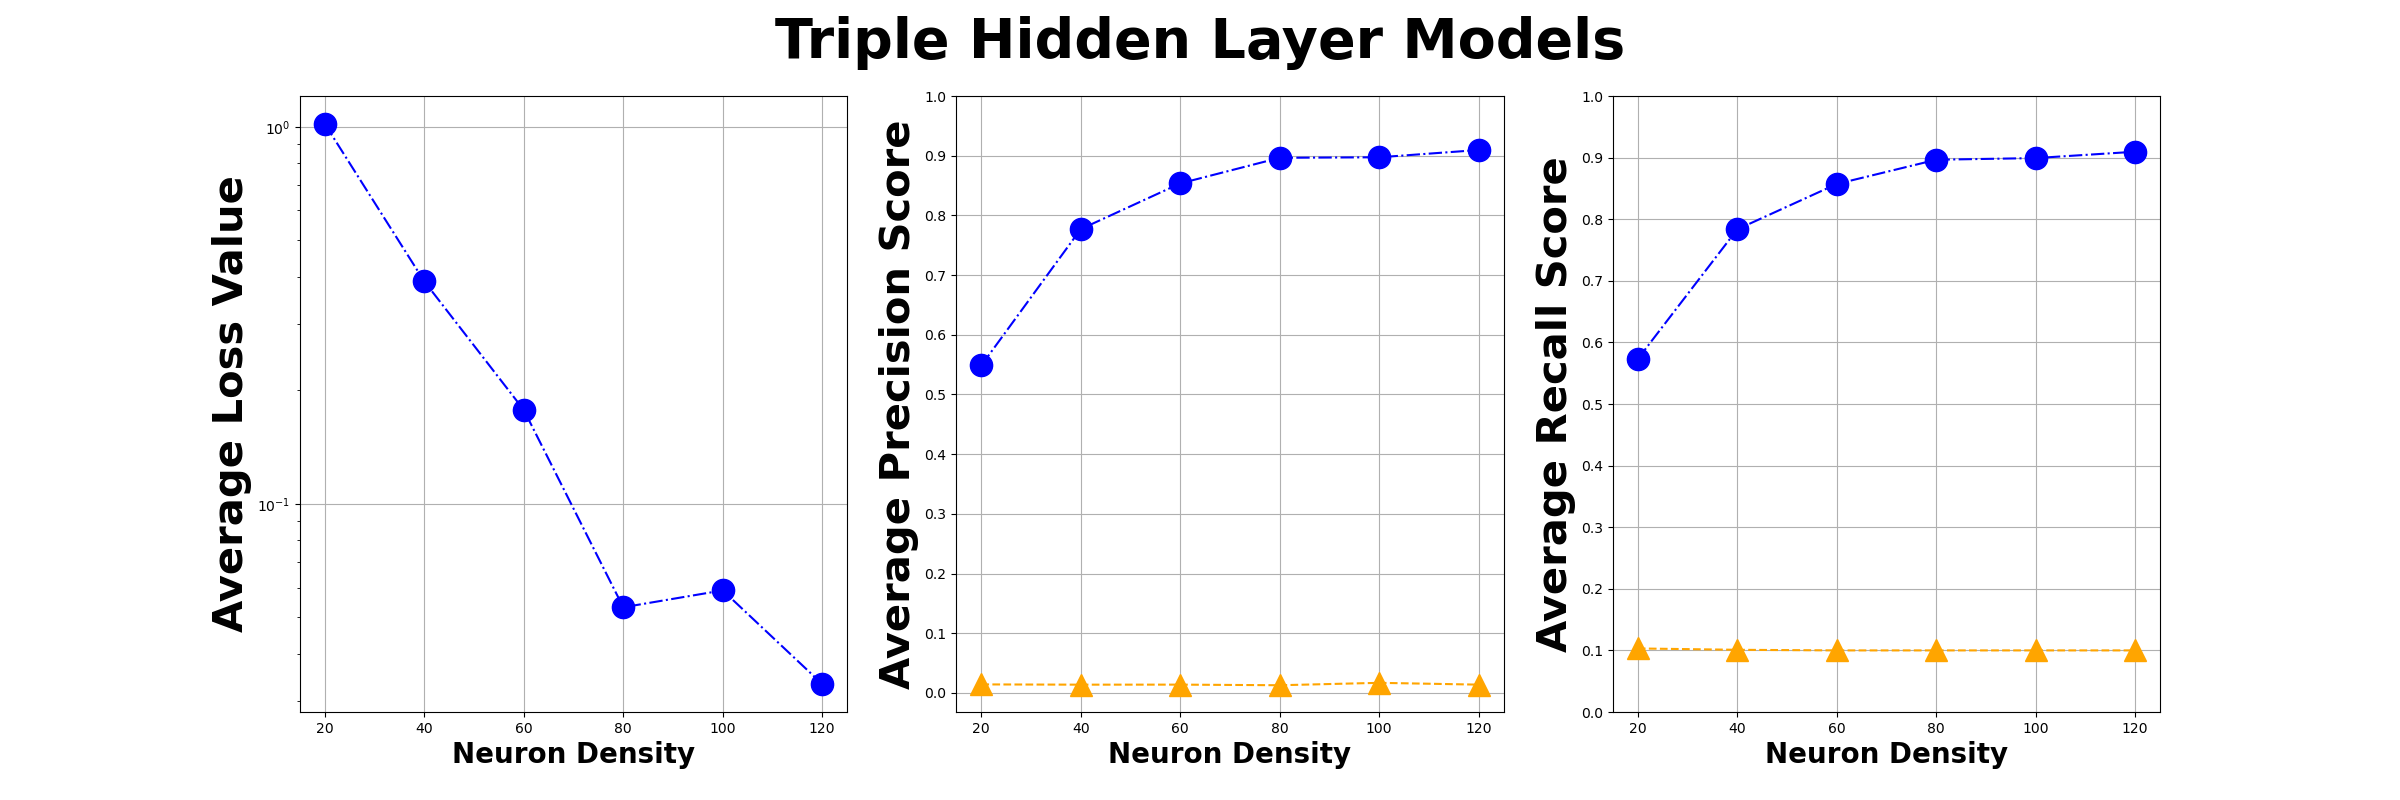 Triple Hidden Layer Models
Average Loss Value
10⁰
10⁻¹
20 40 60 80 100 120
Neuron Density
Average Precision Score
1.0
0.9
0.8
0.7
0.6
0.5
0.4
0.3
0.2
0.1
0.0
20 40 60 80 100 120
Neuron Density
Average Recall Score
1.0
0.9
0.8
0.7
0.6
0.5
0.4
0.3
0.2
0.1
0.0
20 40 60 80 100 120
Neuron Density